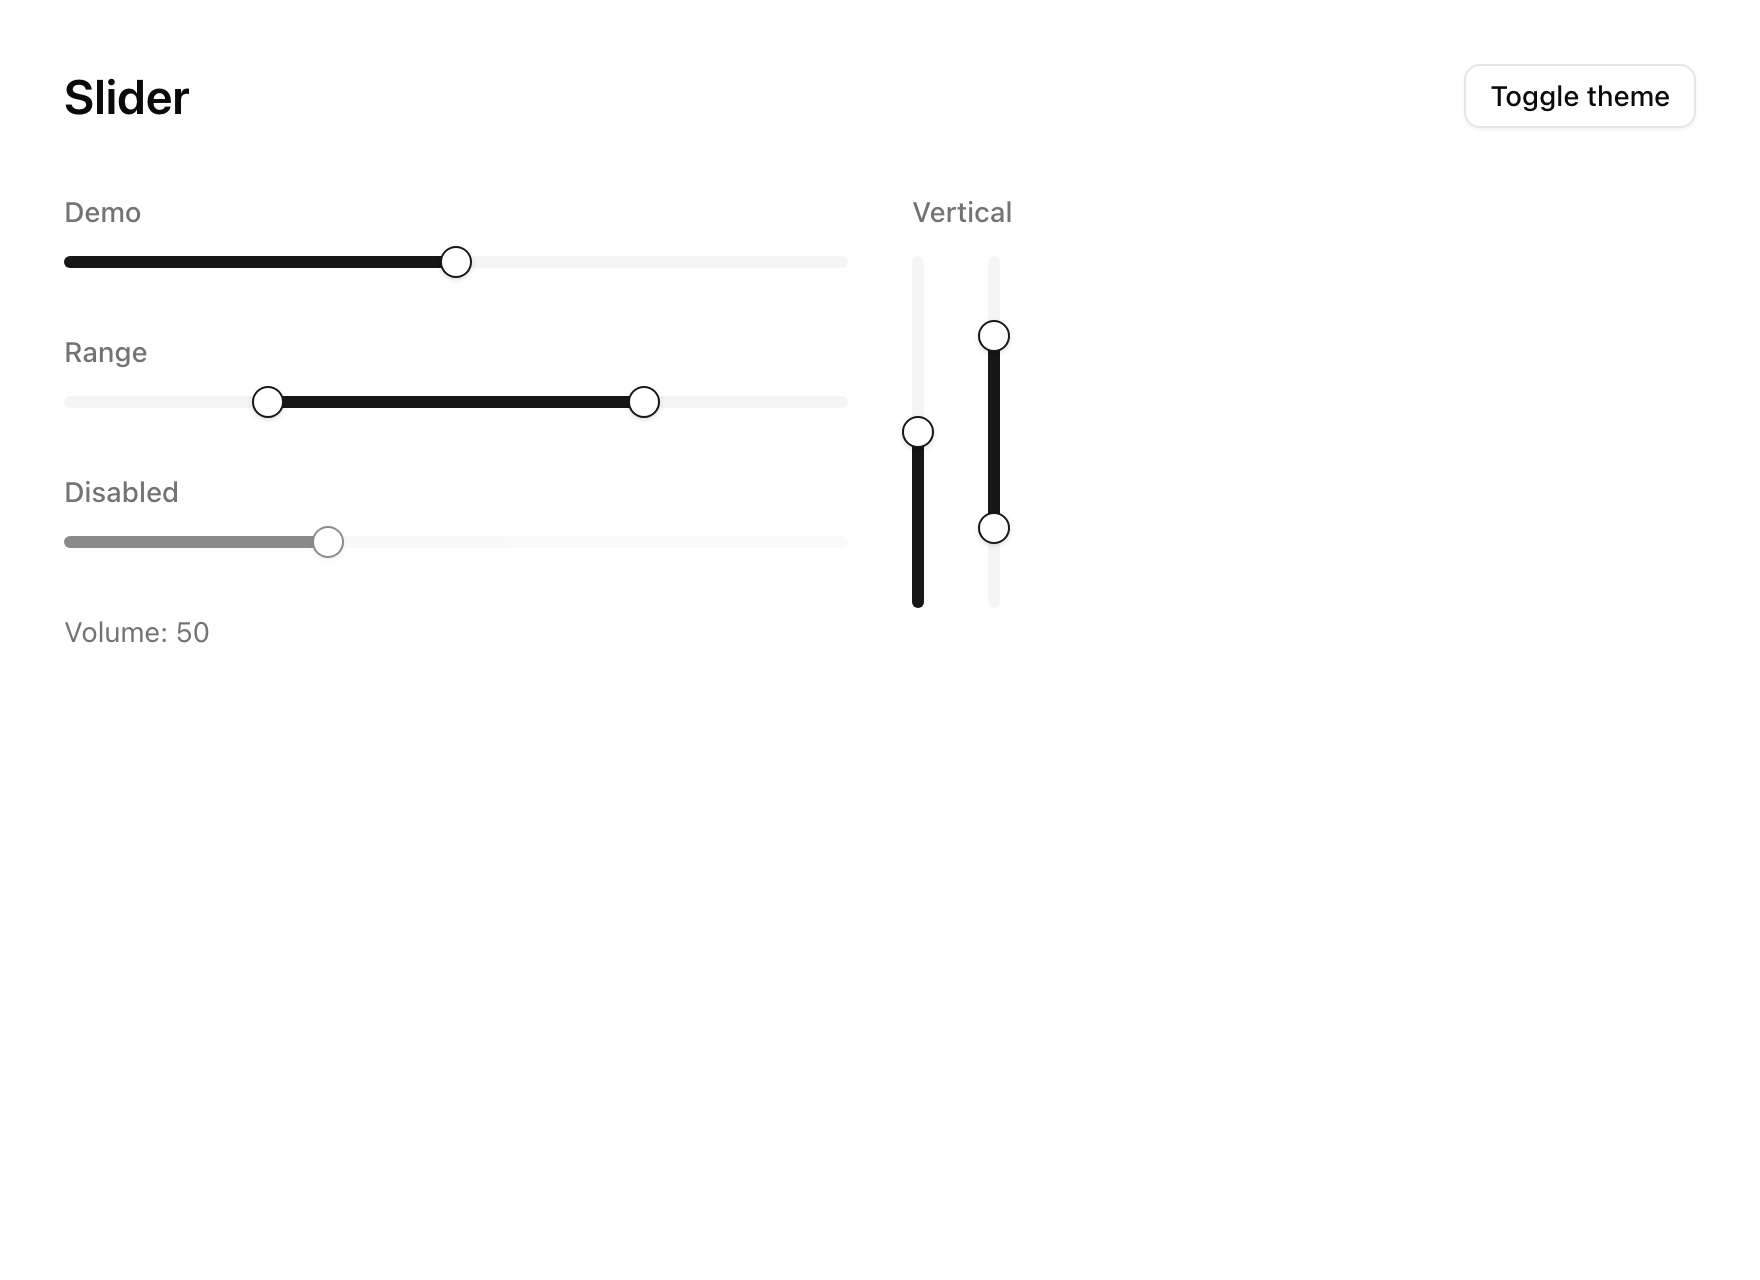 Slider
Toggle theme
Demo
Range
Disabled
Volume: 50
Vertical